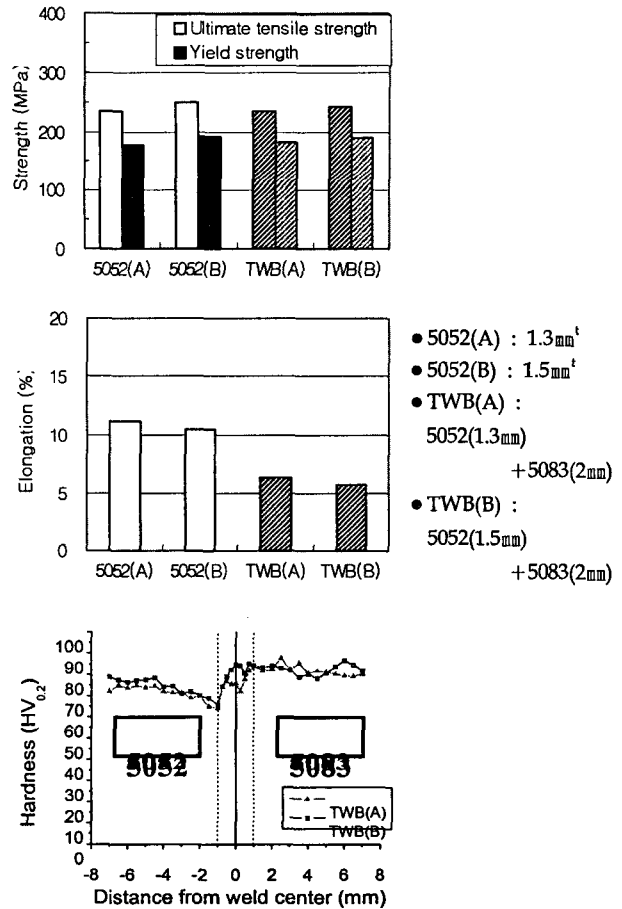 Ultimate tensile strength
Yield strength
Strength (MPa)
400
300
200
100
0
5052(A) 5052(B) TWB(A) TWB(B)
Elongation (%)
20
15
10
5
0
5052(A) 5052(B) TWB(A) TWB(B)
● 5052(A) : 1.3㎜ᵗ
● 5052(B) : 1.5㎜ᵗ
● TWB(A) :
5052(1.3㎜)
+5083(2㎜)
● TWB(B) :
5052(1.5㎜)
+5083(2㎜)
Hardness (HV0.2)
100
90
80
70
60
50
40
30
20
10
0
5052
5083
TWB(A)
TWB(B)
-8 -6 -4 -2 0 2 4 6 8
Distance from weld center (mm)